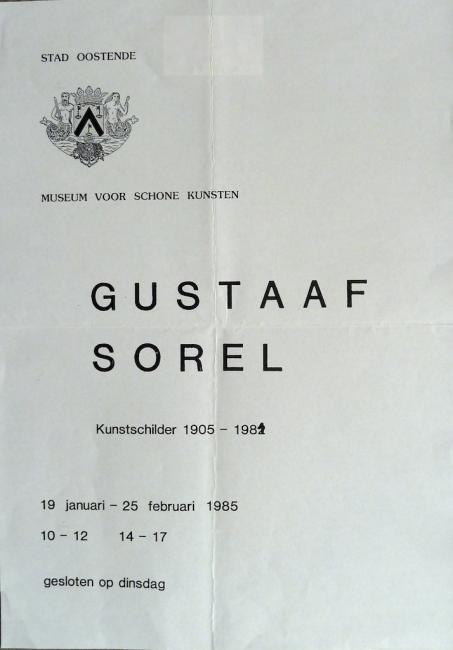 STAD OOSTENDE
MUSEUM VOOR SCHONE KUNSTEN
GUSTAAF
SOREL
Kunstschilder 1905 – 1981
19 januari – 25 februari 1985
10 – 12 14 – 17
gesloten op dinsdag